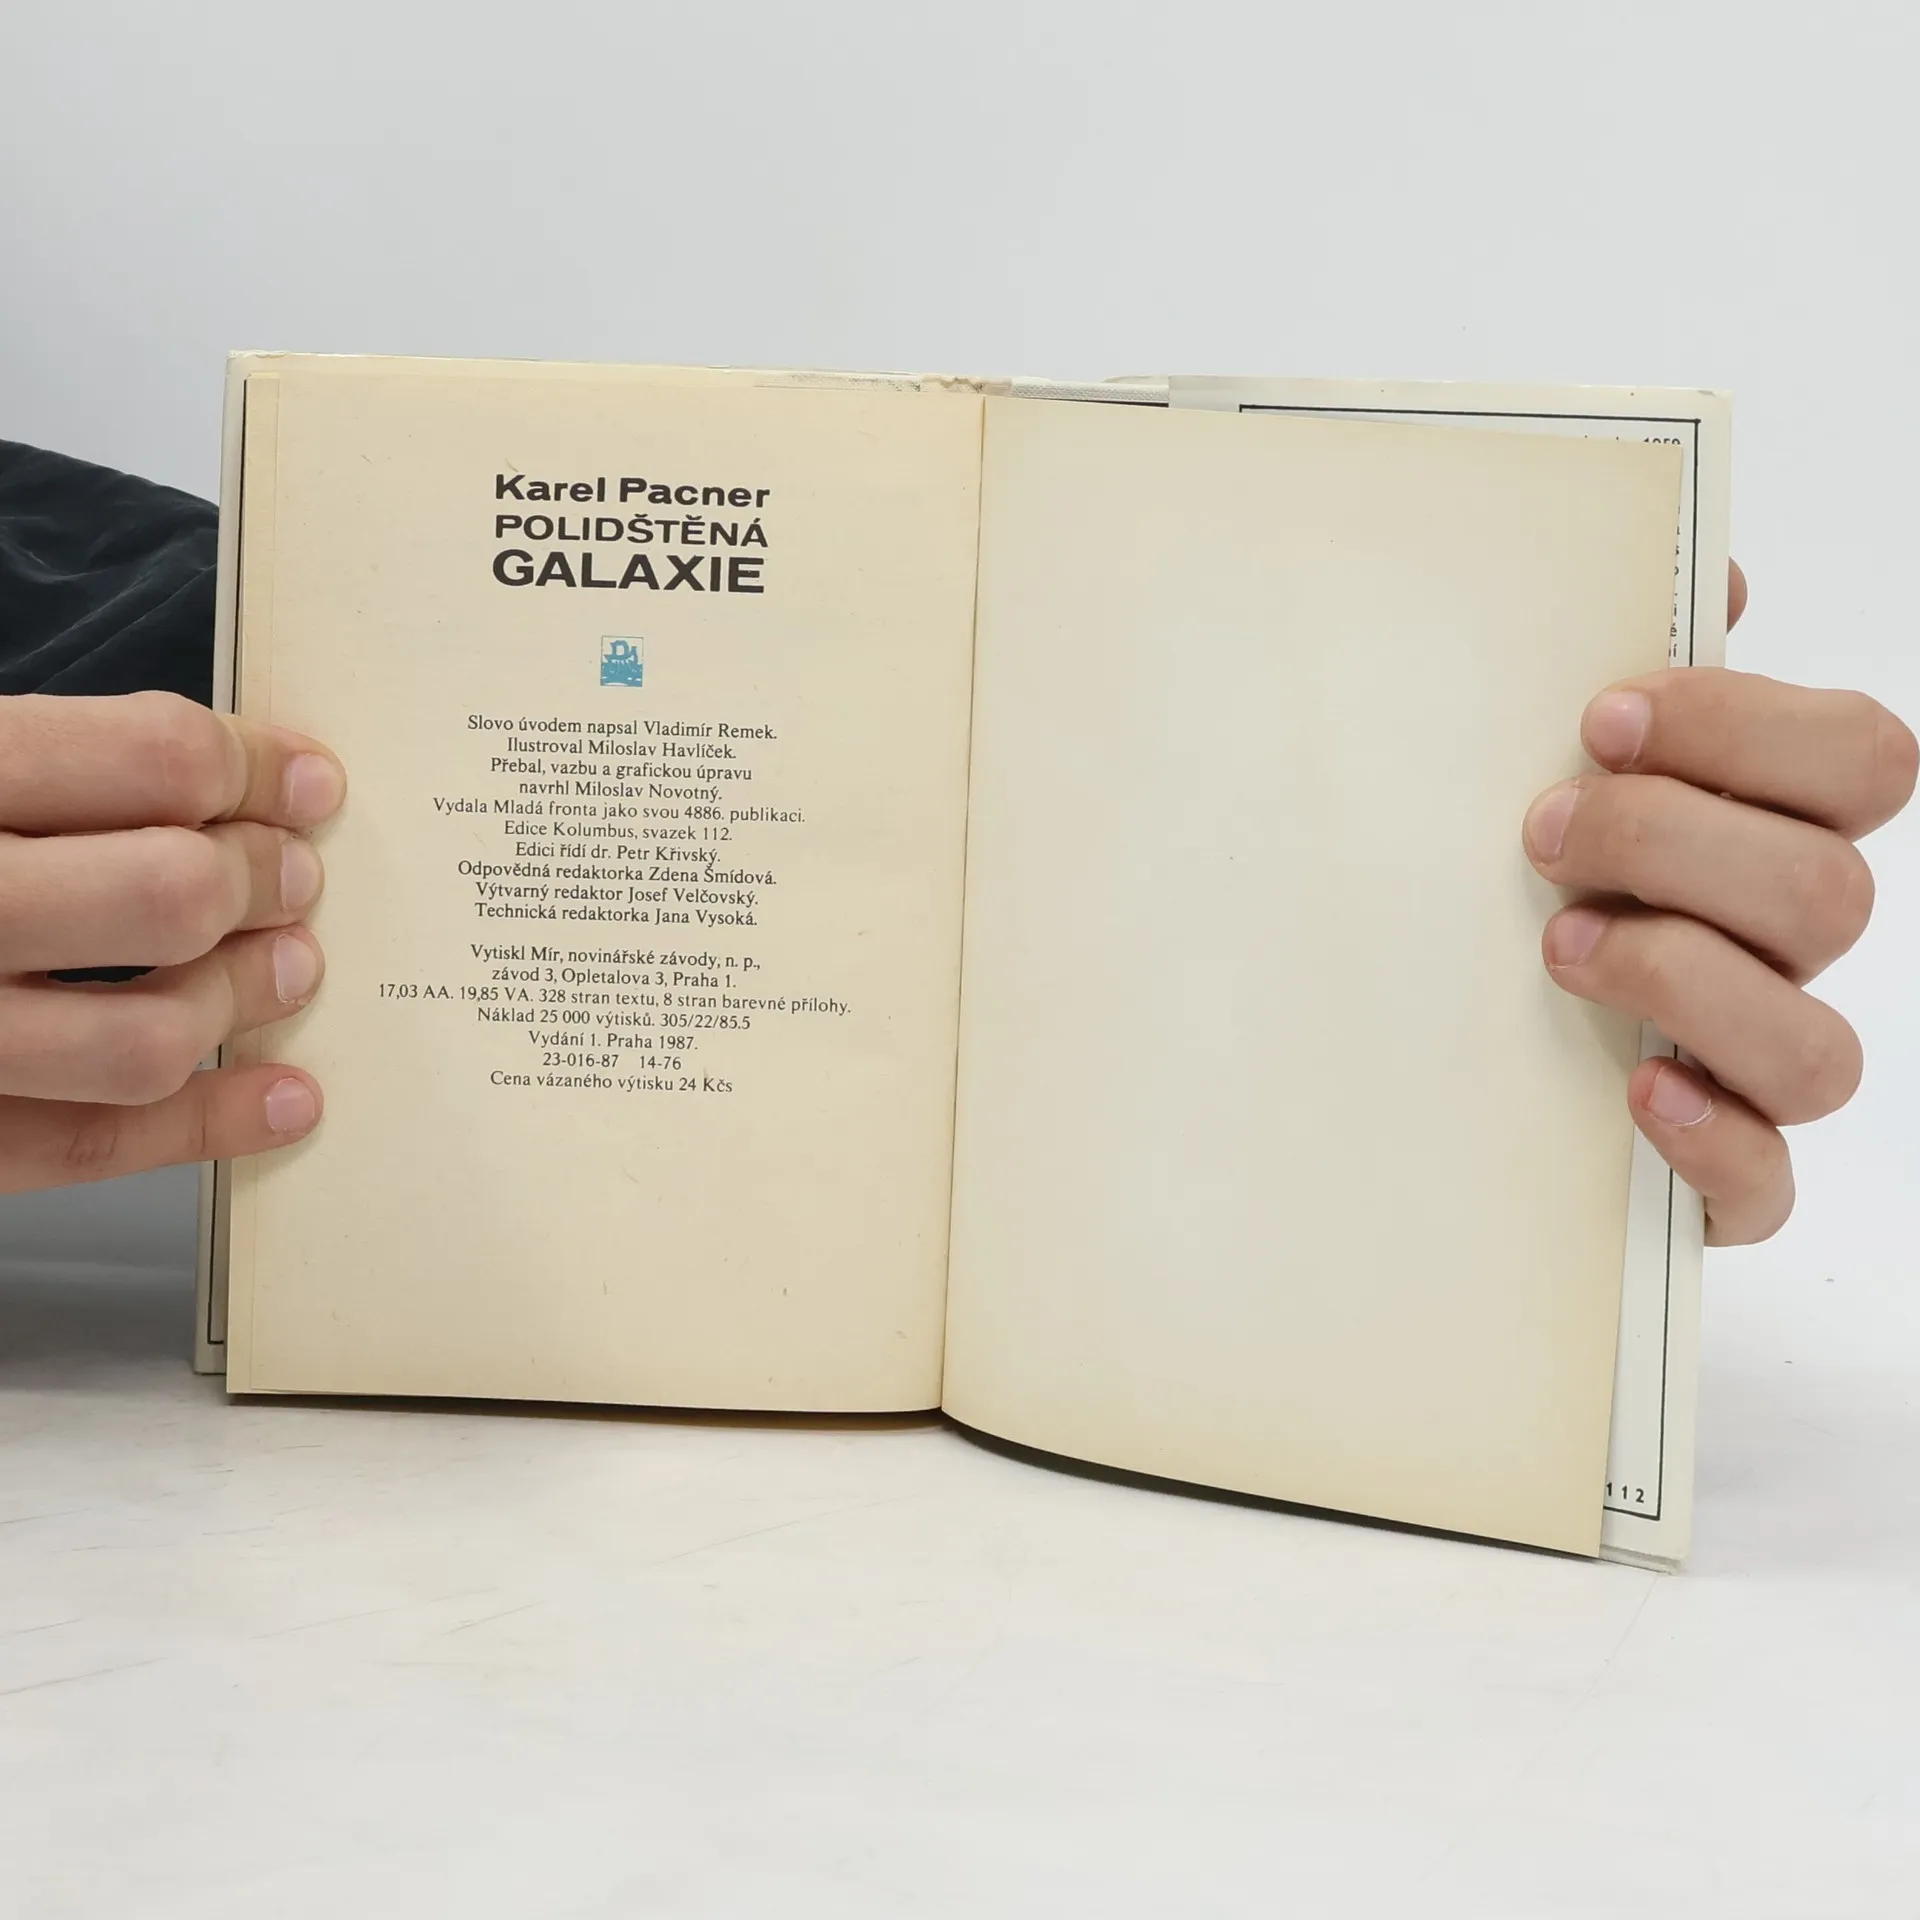 Karel Pacner
POLIDŠTĚNÁ
GALAXIE
Slovo úvodem napsal Vladimír Remek.
Ilustroval Miloslav Havlíček.
Přebal, vazbu a grafickou úpravu
navrhl Miloslav Novotný.
Vydala Mladá fronta jako svou 4886. publikaci.
Edice Kolumbus, svazek 112.
Edici řídí dr. Petr Křivský.
Odpovědná redaktorka Zdena Šmídová.
Výtvarný redaktor Josef Velčovský.
Technická redaktorka Jana Vysoká.
Vytiskl Mír, novinářské závody, n. p.,
závod 3, Opletalova 3, Praha 1.
17,03 AA. 19,85 VA. 328 stran textu, 8 stran barevné přílohy.
Náklad 25 000 výtisků. 305/22/85.5
Vydání 1. Praha 1987.
23-016-87 14-76
Cena vázaného výtisku 24 Kčs
112